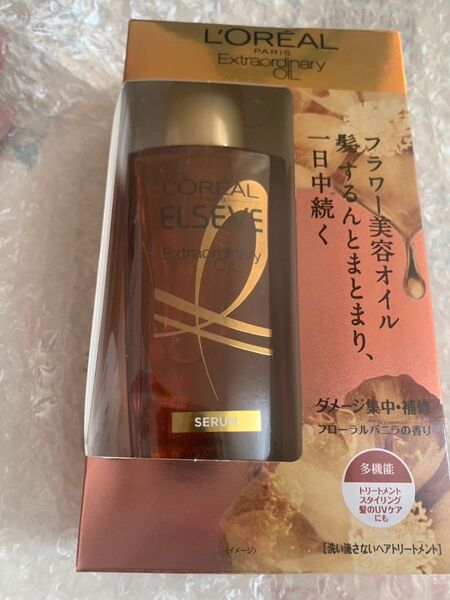 L'ORÉAL
PARIS
Extraordinary
OIL
フラワー美容オイル
髪、するんとまとまり、
一日中続く
L'ORÉAL
ELSEVE
Extraordinary
OIL
SERUM
ダメージ集中・補修
フローラルバニラの香り
多機能
トリートメント
スタイリング
髪のUVケア
にも
〈イメージ〉
[洗い流さないヘアトリートメント]